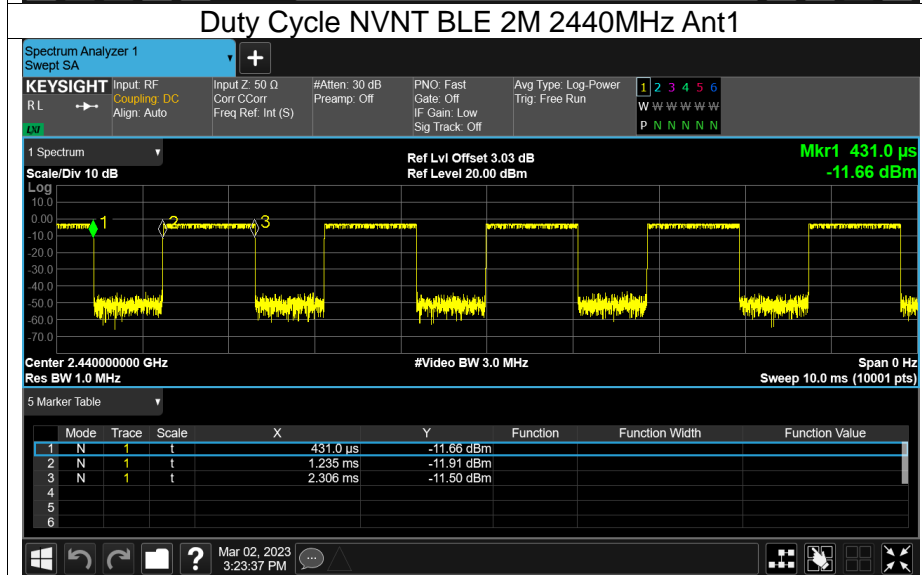 Duty Cycle NVNT BLE 2M 2440MHz Ant1
Spectrum Analyzer 1
Swept SA
+
KEYSIGHT Input: RF Input Z: 50 Ω #Atten: 30 dB PNO: Fast Avg Type: Log-Power 1 2 3 4 5 6
R L Coupling: DC Corr CCorr Preamp: Off Gate: Off Trig: Free Run W W W W W W
Align: Auto Freq Ref: Int (S) IF Gain: Low
LXI Sig Track: Off P N N N N N
1 Spectrum Ref Lvl Offset 3.03 dB Mkr1 431.0 µs
Scale/Div 10 dB Ref Level 20.00 dBm -11.66 dBm
Log
10.0
0.00
-10.0
-20.0
-30.0
-40.0
-50.0
-60.0
-70.0
1 2 3
Center 2.440000000 GHz #Video BW 3.0 MHz Span 0 Hz
Res BW 1.0 MHz Sweep 10.0 ms (10001 pts)
5 Marker Table
Mode Trace Scale X Y Function Function Width Function Value
1 N 1 t 431.0 µs -11.66 dBm
2 N 1 t 1.235 ms -11.91 dBm
3 N 1 t 2.306 ms -11.50 dBm
4
5
6
? Mar 02, 2023
3:23:37 PM